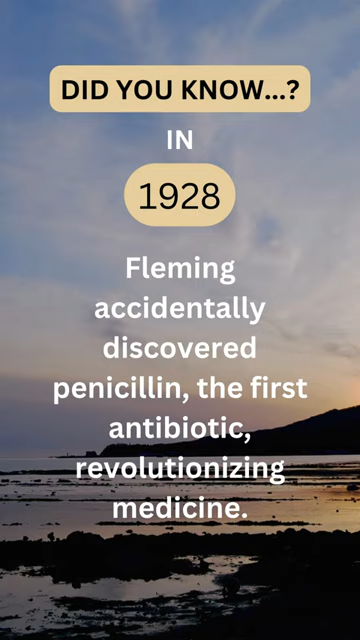 DID YOU KNOW...?
IN
1928
Fleming
accidentally
discovered
penicillin, the first
antibiotic,
revolutionizing
medicine.